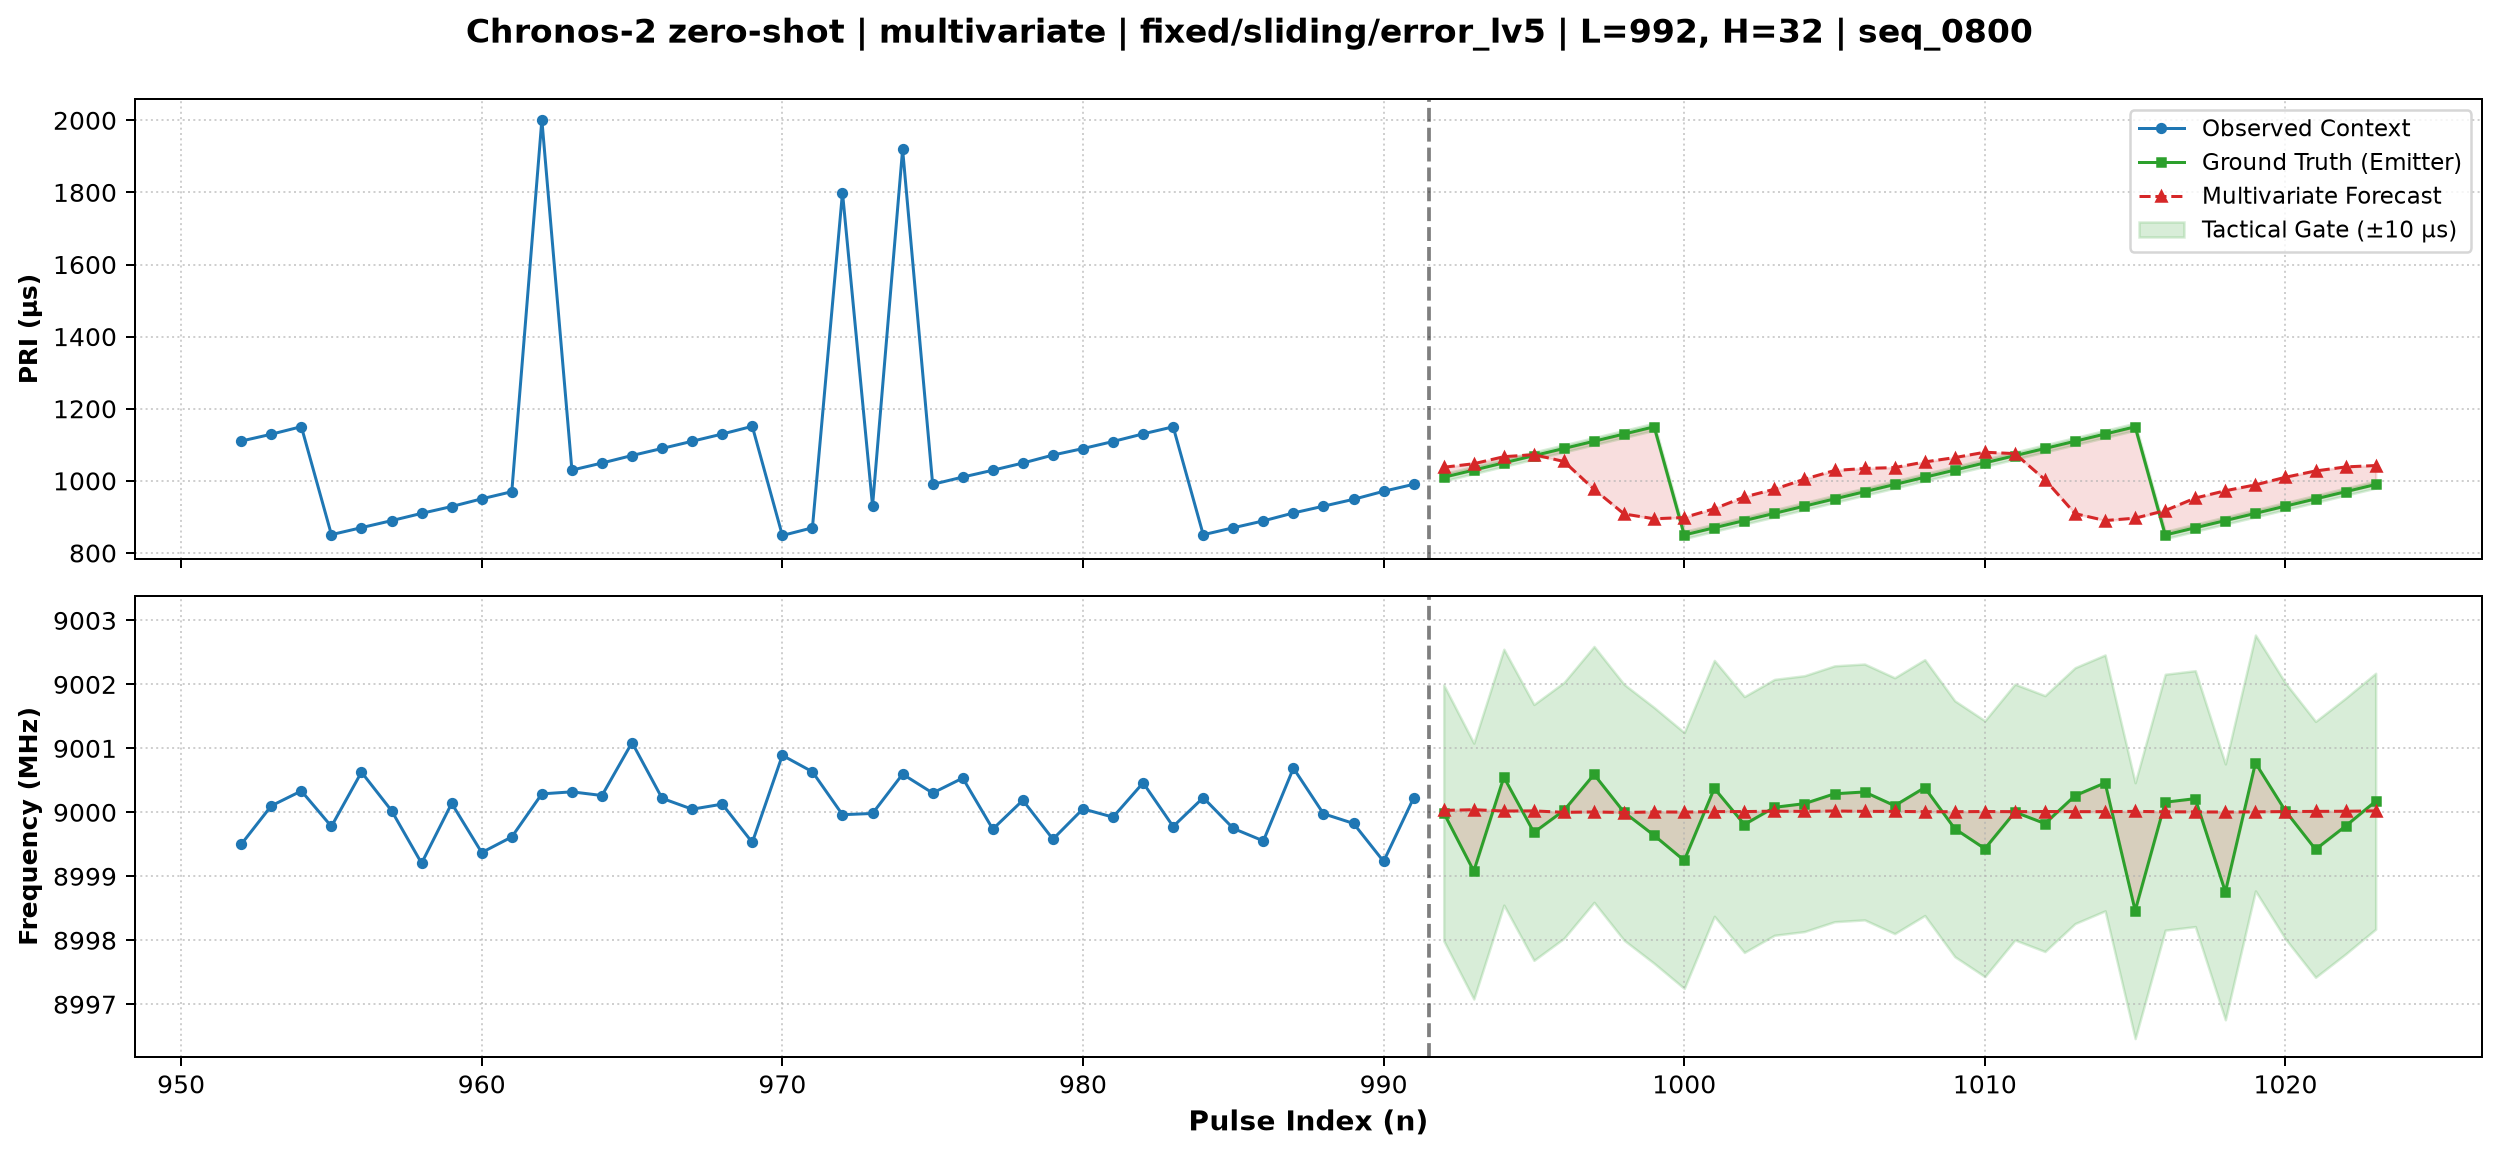 Chronos-2 zero-shot | multivariate | fixed/sliding/error_lv5 | L=992, H=32 | seq_0800
PRI (µs)
2000
1800
1600
1400
1200
1000
800
Observed Context
Ground Truth (Emitter)
Multivariate Forecast
Tactical Gate (±10 µs)
Frequency (MHz)
9003
9002
9001
9000
8999
8998
8997
950 960 970 980 990 1000 1010 1020
Pulse Index (n)